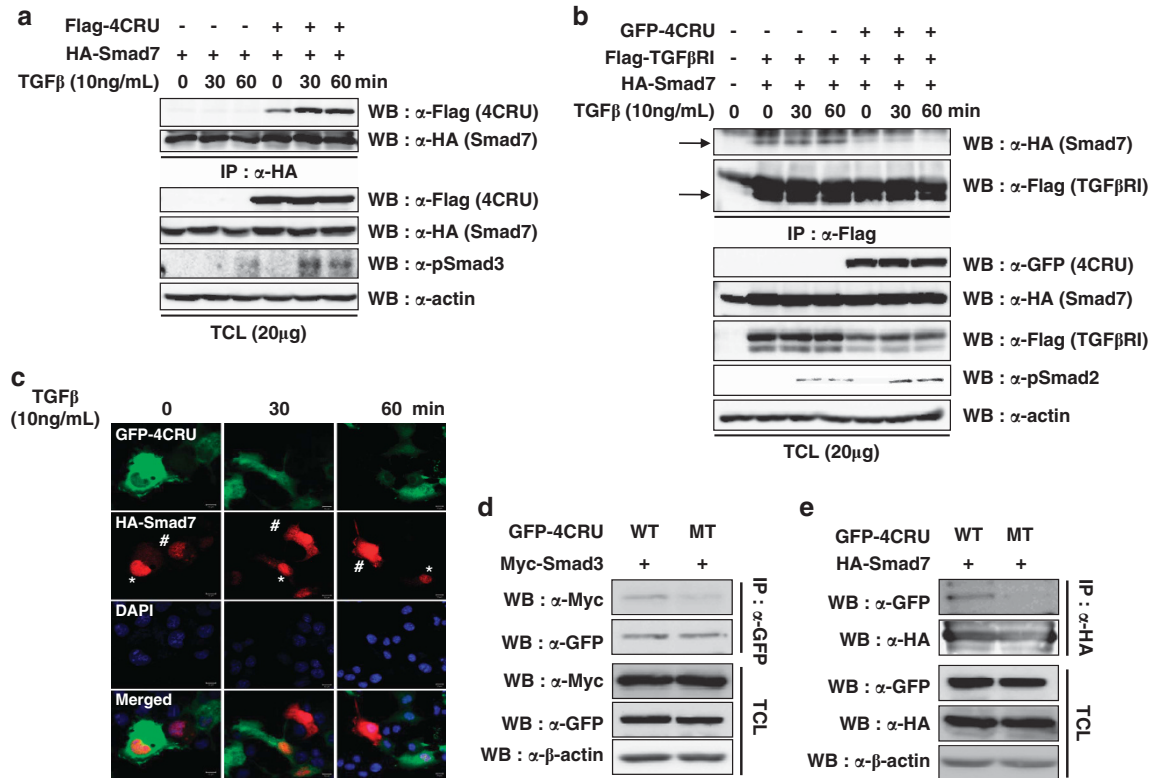 a
Flag-4CRU - - - + + +
HA-Smad7 + + + + + +
TGFβ (10ng/mL) 0 30 60 0 30 60 min
WB : α-Flag (4CRU)
WB : α-HA (Smad7)
IP : α-HA
WB : α-Flag (4CRU)
WB : α-HA (Smad7)
WB : α-pSmad3
WB : α-actin
TCL (20μg)
b
GFP-4CRU - - - - + + +
Flag-TGFβRI - + + + + + +
HA-Smad7 - + + + + + +
TGFβ (10ng/mL) 0 0 30 60 0 30 60 min
WB : α-HA (Smad7)
WB : α-Flag (TGFβRI)
IP : α-Flag
WB : α-GFP (4CRU)
WB : α-HA (Smad7)
WB : α-Flag (TGFβRI)
WB : α-pSmad2
WB : α-actin
TCL (20μg)
c
TGFβ
(10ng/mL)
0 30 60 min
GFP-4CRU
HA-Smad7
# * # * # *
DAPI
Merged
d
GFP-4CRU WT MT
Myc-Smad3 + +
WB : α-Myc
WB : α-GFP
IP : α-GFP
WB : α-Myc
WB : α-GFP
WB : α-β-actin
TCL
e
GFP-4CRU WT MT
HA-Smad7 + +
WB : α-GFP
WB : α-HA
IP : α-HA
WB : α-GFP
WB : α-HA
WB : α-β-actin
TCL